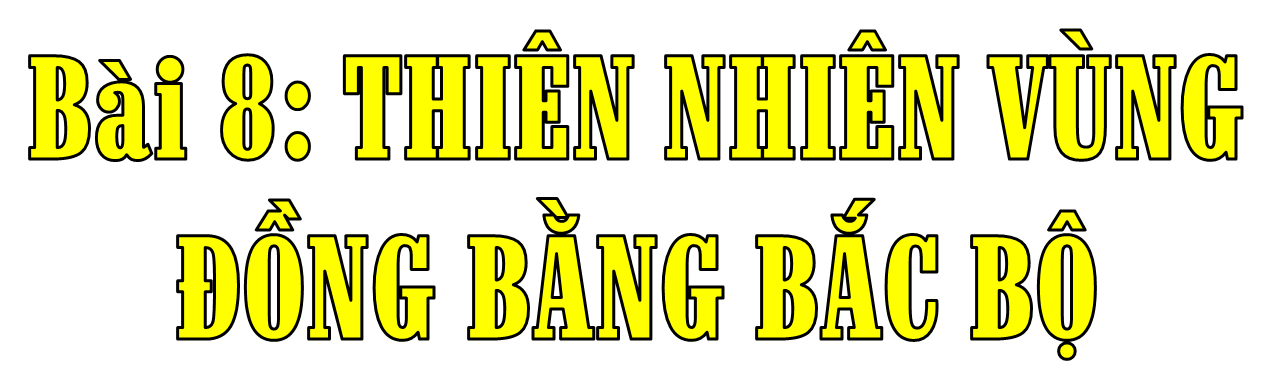 Bài 8: THIÊN NHIÊN VÙNG
ĐỒNG BẰNG BẮC BỘ